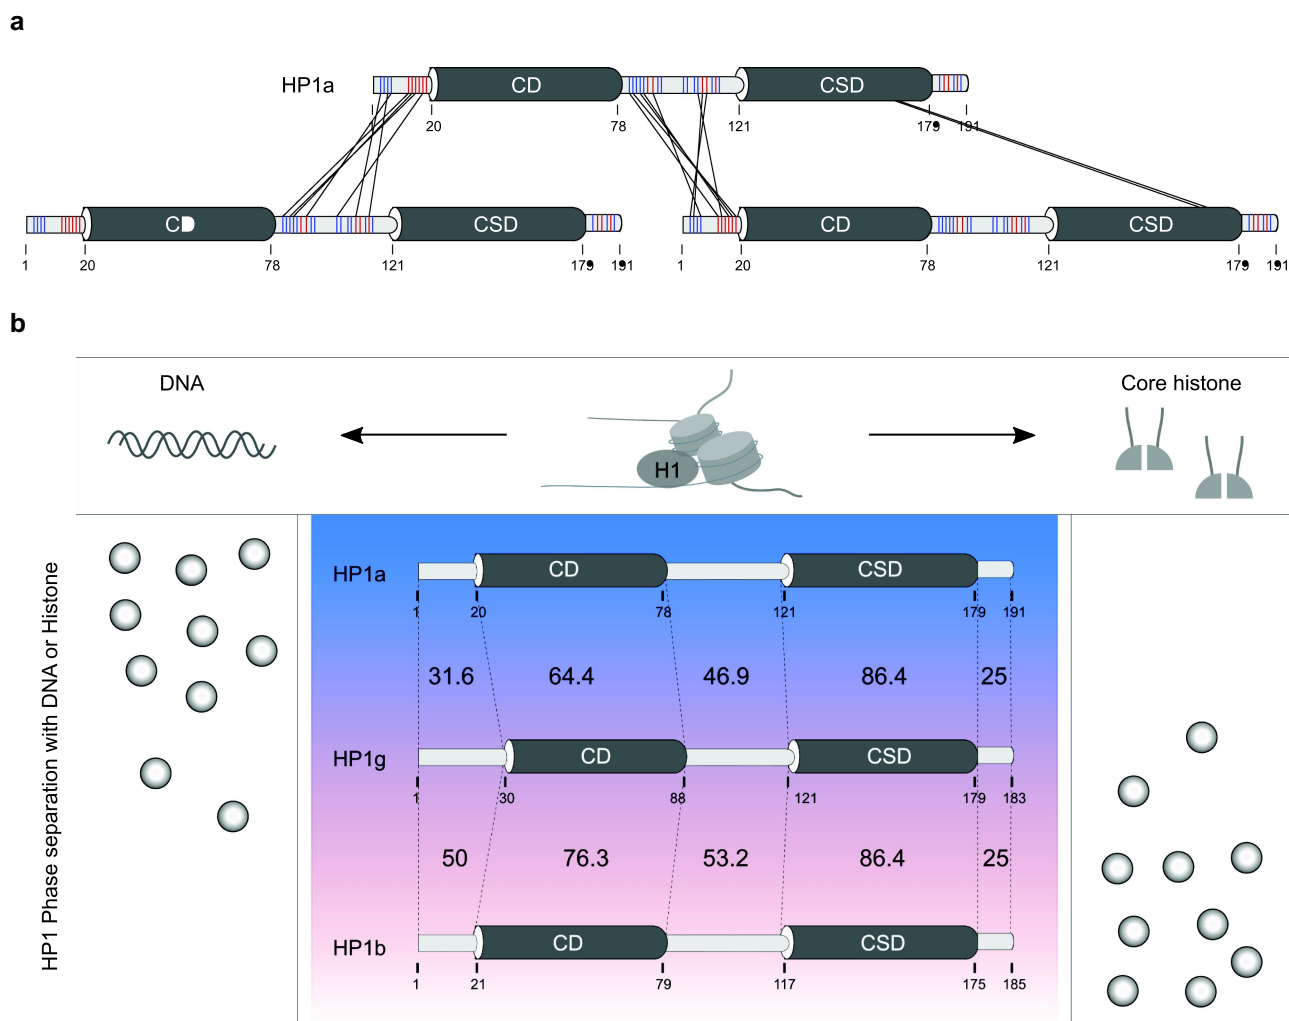 a
HP1a CD CSD
20 78 121 179 191
CD CSD CD CSD
1 20 78 121 179 191 1 20 78 121 179 191
b
DNA Core histone
H1
HP1 Phase separation with DNA or Histone
HP1a CD CSD
1 20 78 121 179 191
31.6 64.4 46.9 86.4 25
HP1g CD CSD
1 30 88 121 179 183
50 76.3 53.2 86.4 25
HP1b CD CSD
1 21 79 117 175 185